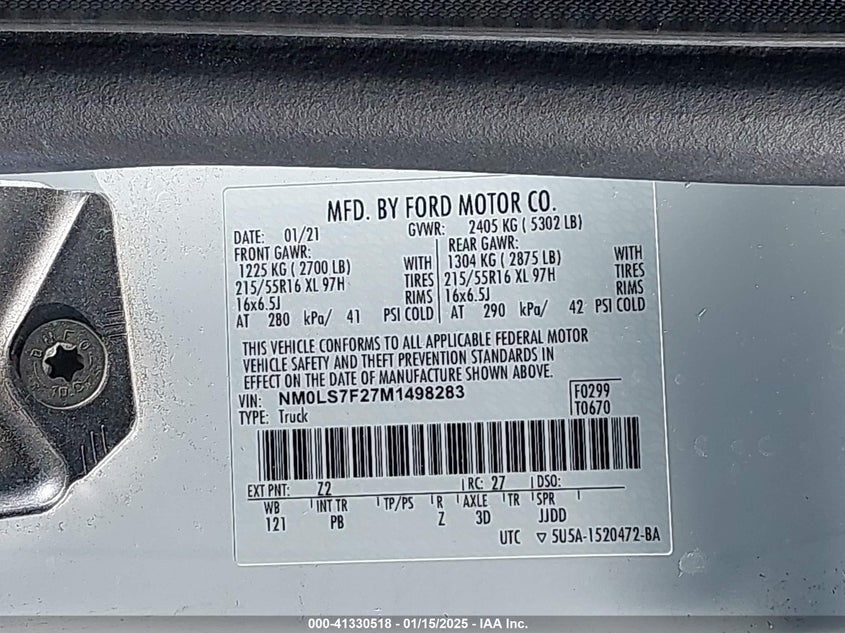 MFD. BY FORD MOTOR CO.
DATE: 01/21 GVWR: 2405 KG ( 5302 LB)
FRONT GAWR: REAR GAWR:
1225 KG ( 2700 LB) WITH 1304 KG ( 2875 LB) WITH
215/55R16 XL 97H TIRES 215/55R16 XL 97H TIRES
16x6.5J RIMS 16x6.5J RIMS
AT 280 kPa/ 41 PSI COLD AT 290 kPa/ 42 PSI COLD
THIS VEHICLE CONFORMS TO ALL APPLICABLE FEDERAL MOTOR
VEHICLE SAFETY AND THEFT PREVENTION STANDARDS IN
EFFECT ON THE DATE OF MANUFACTURE SHOWN ABOVE.
VIN: NM0LS7F27M1498283 F0299
TYPE: Truck T0670
EXT PNT: Z2 RC: 27 DSO:
WB INT TR TP/PS R AXLE TR SPR
121 PB Z 3D JJDD
UTC ▽ 5U5A-1520472-BA
000-41330518 - 01/15/2025 - IAA Inc.